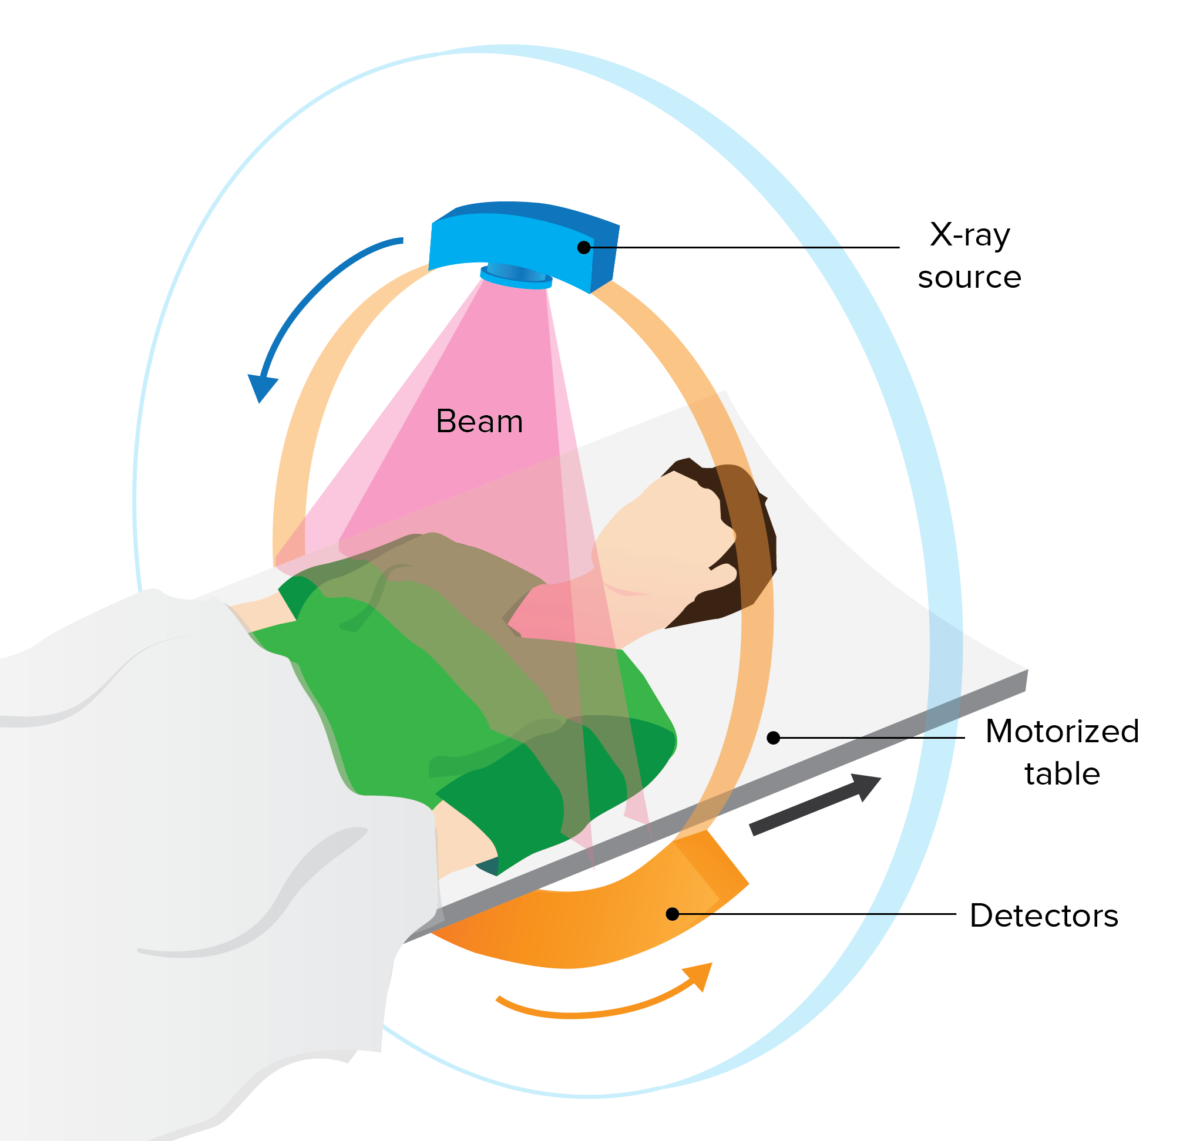 X-ray
source
Beam
Motorized
table
Detectors